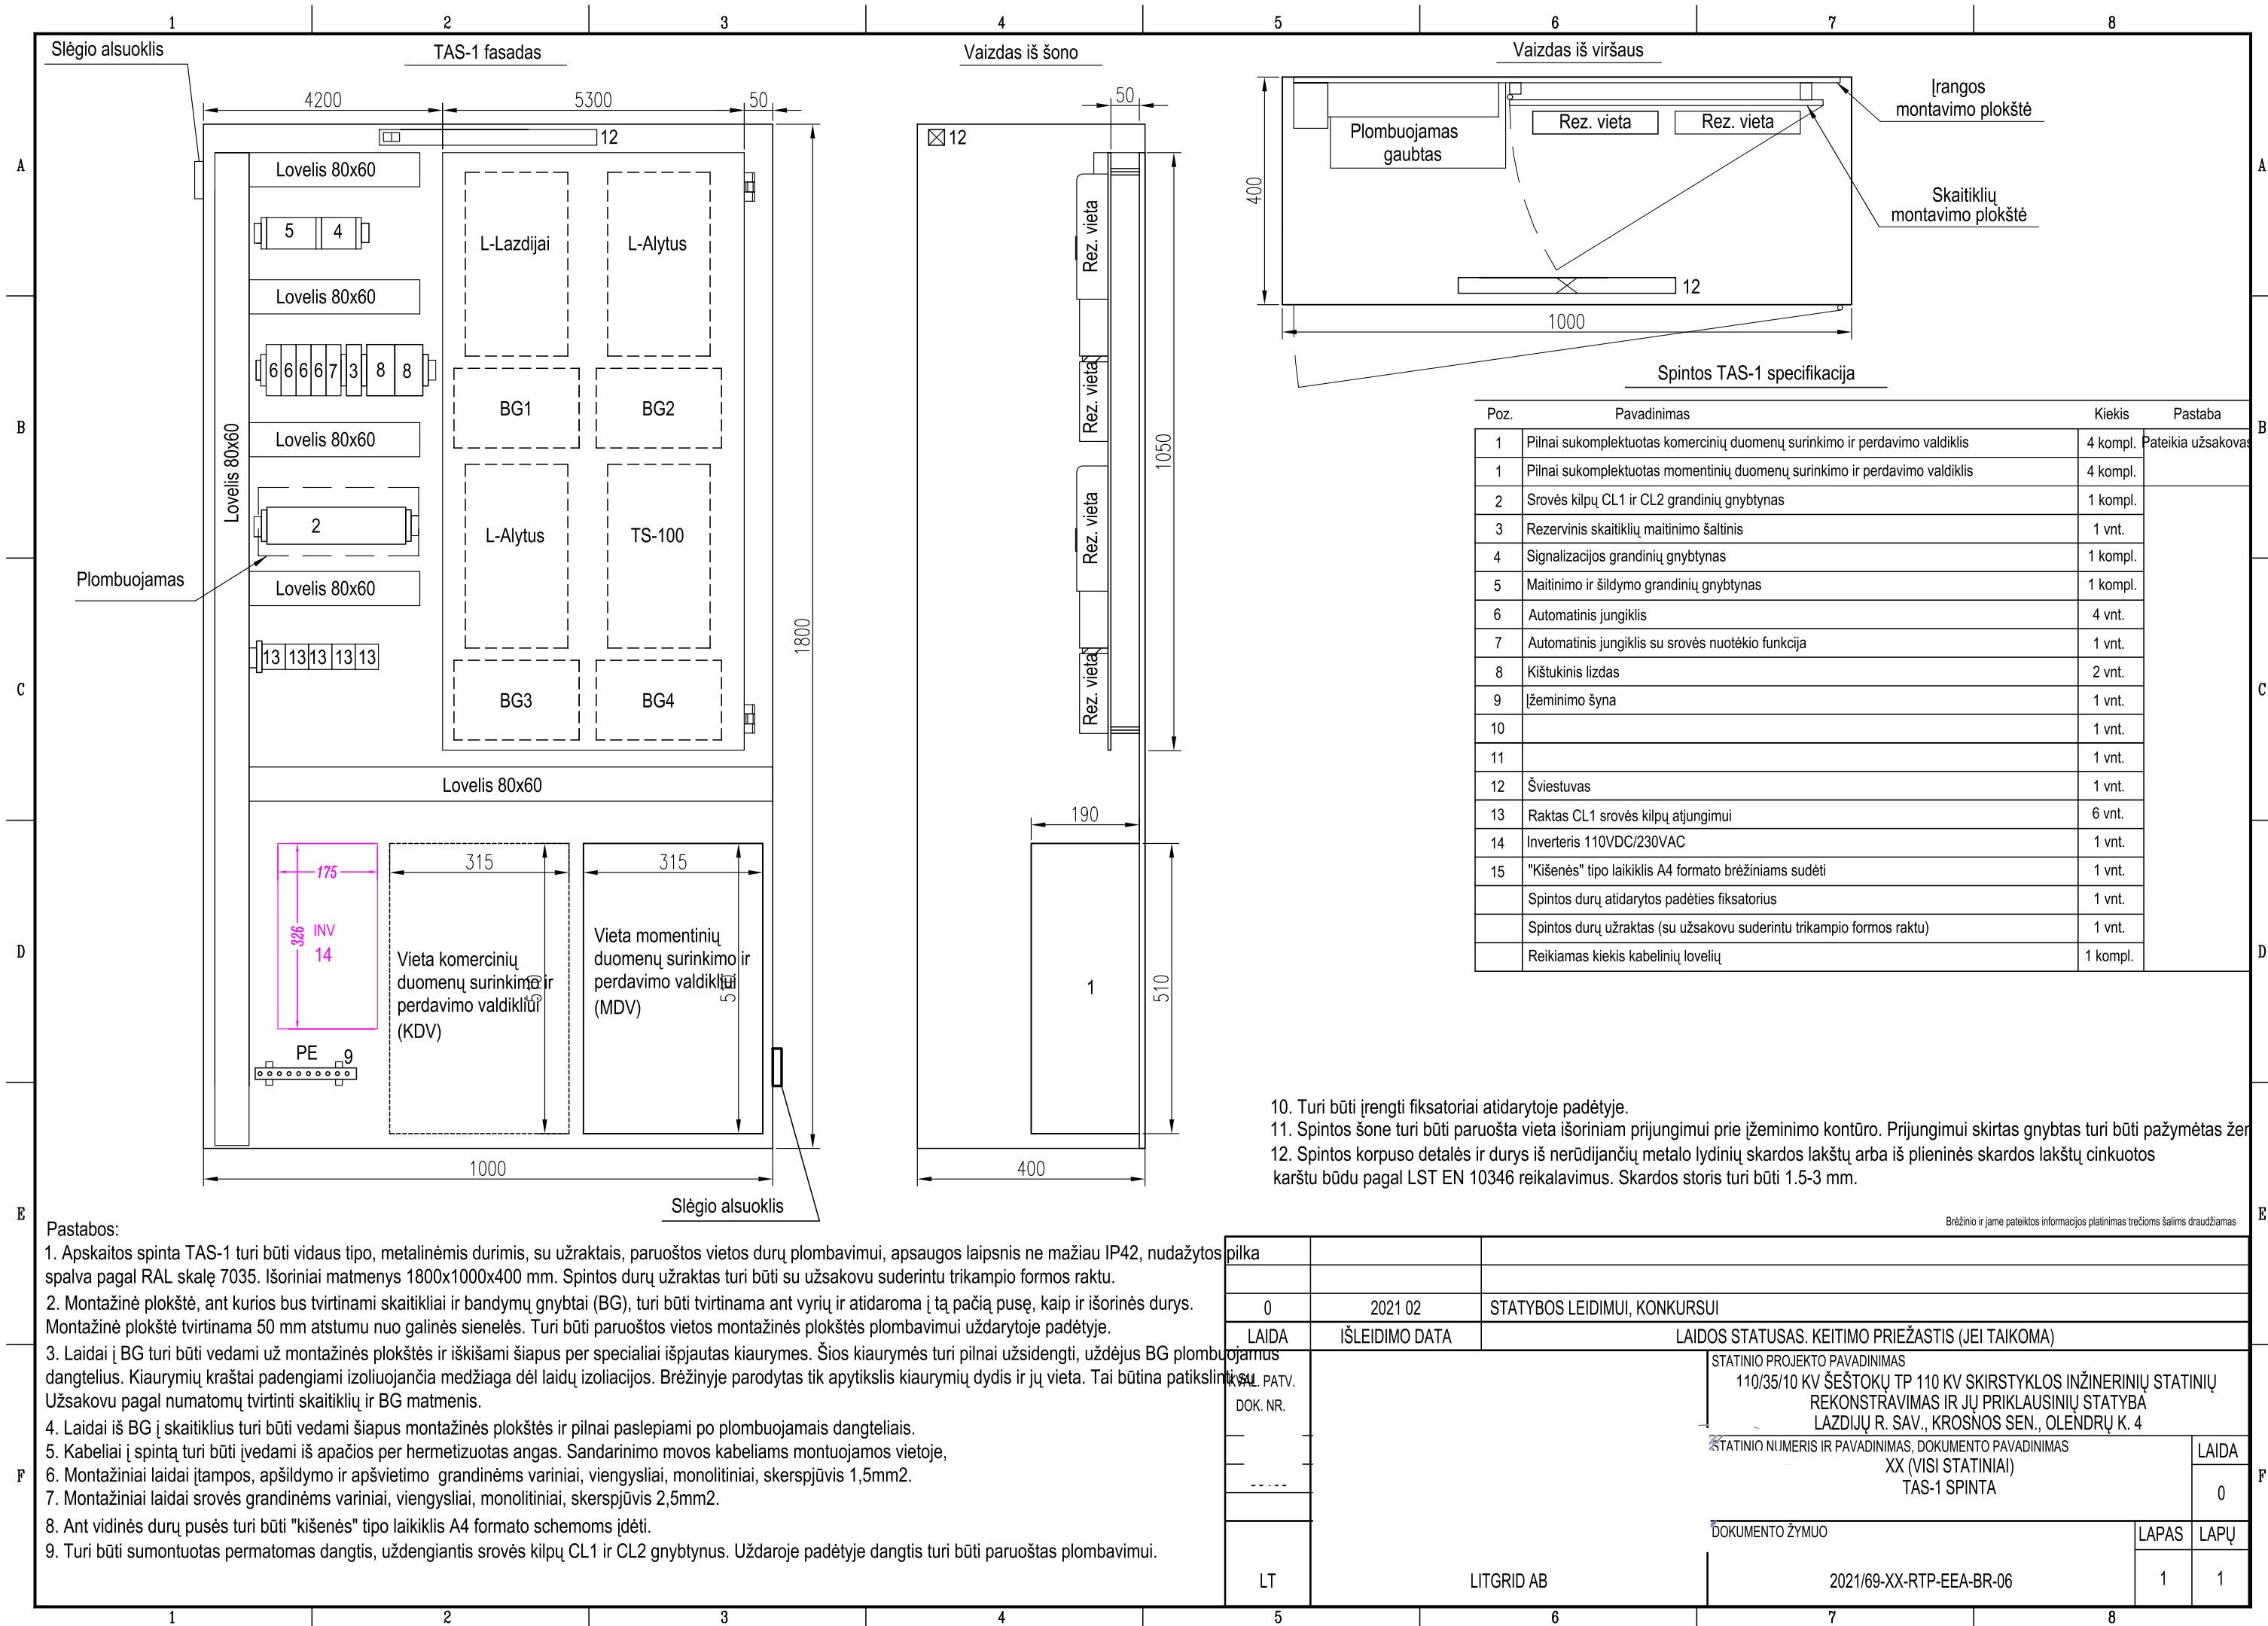 1 2 3 4 5 6 7 8
A
B
C
D
E
F
Slėgio alsuoklis
TAS-1 fasadas
4200
5300
50
12
Lovelis 80x60
5 4
Lovelis 80x60
6 6 6 6 7 3 8 8
Lovelis 80x60
Lovelis 80x60
2
Plombuojamas
Lovelis 80x60
13 13 13 13 13
L-Lazdijai
L-Alytus
BG1
BG2
L-Alytus
TS-100
BG3
BG4
1800
Lovelis 80x60
175
326
INV
14
PE 9
315
510
Vieta komercinių
duomenų surinkimo ir
perdavimo valdikliui
(KDV)
315
510
Vieta momentinių
duomenų surinkimo ir
perdavimo valdikliui
(MDV)
1000
Slėgio alsuoklis
Vaizdas iš šono
50
12
Rez. vieta
Rez. vieta
Rez. vieta
Rez. vieta
1050
190
1
510
400
Vaizdas iš viršaus
Plombuojamas
gaubtas
Rez. vieta
Rez. vieta
Įrangos
montavimo plokštė
Skaitiklių
montavimo plokštė
400
12
1000
Spintos TAS-1 specifikacija
Poz. Pavadinimas Kiekis Pastaba
1 Pilnai sukomplektuotas komercinių duomenų surinkimo ir perdavimo valdiklis 4 kompl. Pateikia užsakovas
1 Pilnai sukomplektuotas momentinių duomenų surinkimo ir perdavimo valdiklis 4 kompl.
2 Srovės kilpų CL1 ir CL2 grandinių gnybtynas 1 kompl.
3 Rezervinis skaitiklių maitinimo šaltinis 1 vnt.
4 Signalizacijos grandinių gnybtynas 1 kompl.
5 Maitinimo ir šildymo grandinių gnybtynas 1 kompl.
6 Automatinis jungiklis 4 vnt.
7 Automatinis jungiklis su srovės nuotėkio funkcija 1 vnt.
8 Kištukinis lizdas 2 vnt.
9 Įžeminimo šyna 1 vnt.
10 1 vnt.
11 1 vnt.
12 Šviestuvas 1 vnt.
13 Raktas CL1 srovės kilpų atjungimui 6 vnt.
14 Inverteris 110VDC/230VAC 1 vnt.
15 "Kišenės" tipo laikiklis A4 formato brėžiniams sudėti 1 vnt.
Spintos durų atidarytos padėties fiksatorius 1 vnt.
Spintos durų užraktas (su užsakovu suderintu trikampio formos raktu) 1 vnt.
Reikiamas kiekis kabelinių lovelių 1 kompl.
10. Turi būti įrengti fiksatoriai atidarytoje padėtyje.
11. Spintos šone turi būti paruošta vieta išoriniam prijungimui prie įžeminimo kontūro. Prijungimui skirtas gnybtas turi būti pažymėtas žen
12. Spintos korpuso detalės ir durys iš nerūdijančių metalo lydinių skardos lakštų arba iš plieninės skardos lakštų cinkuotos
karštu būdu pagal LST EN 10346 reikalavimus. Skardos storis turi būti 1.5-3 mm.
Pastabos:
1. Apskaitos spinta TAS-1 turi būti vidaus tipo, metalinėmis durimis, su užraktais, paruoštos vietos durų plombavimui, apsaugos laipsnis ne mažiau IP42, nudažytos pilka
spalva pagal RAL skalę 7035. Išoriniai matmenys 1800x1000x400 mm. Spintos durų užraktas turi būti su užsakovu suderintu trikampio formos raktu.
2. Montažinė plokštė, ant kurios bus tvirtinami skaitikliai ir bandymų gnybtai (BG), turi būti tvirtinama ant vyrių ir atidaroma į tą pačią pusę, kaip ir išorinės durys.
Montažinė plokštė tvirtinama 50 mm atstumu nuo galinės sienelės. Turi būti paruoštos vietos montažinės plokštės plombavimui uždarytoje padėtyje.
3. Laidai į BG turi būti vedami už montažinės plokštės ir iškišami šiapus per specialiai išpjautas kiaurymes. Šios kiaurymės turi pilnai užsidengti, uždėjus BG plombuojamus
dangtelius. Kiaurymių kraštai padengiami izoliuojančia medžiaga dėl laidų izoliacijos. Brėžinyje parodytas tik apytikslis kiaurymių dydis ir jų vieta. Tai būtina patikslinti su
Užsakovu pagal numatomų tvirtinti skaitiklių ir BG matmenis.
4. Laidai iš BG į skaitiklius turi būti vedami šiapus montažinės plokštės ir pilnai paslepiami po plombuojamais dangteliais.
5. Kabeliai į spintą turi būti įvedami iš apačios per hermetizuotas angas. Sandarinimo movos kabeliams montuojamos vietoje,
6. Montažiniai laidai įtampos, apšildymo ir apšvietimo grandinėms variniai, viengysliai, monolitiniai, skerspjūvis 1,5mm2.
7. Montažiniai laidai srovės grandinėms variniai, viengysliai, monolitiniai, skerspjūvis 2,5mm2.
8. Ant vidinės durų pusės turi būti "kišenės" tipo laikiklis A4 formato schemoms įdėti.
9. Turi būti sumontuotas permatomas dangtis, uždengiantis srovės kilpų CL1 ir CL2 gnybtynus. Uždaroje padėtyje dangtis turi būti paruoštas plombavimui.
Brėžinio ir jame pateiktos informacijos platinimas trečioms šalims draudžiamas
0 2021 02 STATYBOS LEIDIMUI, KONKURSUI
LAIDA IŠLEIDIMO DATA LAIDOS STATUSAS. KEITIMO PRIEŽASTIS (JEI TAIKOMA)
KVAL. PATV.
DOK. NR.
STATINIO PROJEKTO PAVADINIMAS
110/35/10 KV ŠEŠTOKŲ TP 110 KV SKIRSTYKLOS INŽINERINIŲ STATINIŲ
REKONSTRAVIMAS IR JŲ PRIKLAUSINIŲ STATYBA
LAZDIJŲ R. SAV., KROSNOS SEN., OLENDRŲ K. 4
STATINIO NUMERIS IR PAVADINIMAS, DOKUMENTO PAVADINIMAS
XX (VISI STATINIAI)
TAS-1 SPINTA
LAIDA
0
DOKUMENTO ŽYMUO
LAPAS LAPŲ
LT LITGRID AB 2021/69-XX-RTP-EEA-BR-06 1 1
A
B
C
D
E
F
1 2 3 4 5 6 7 8